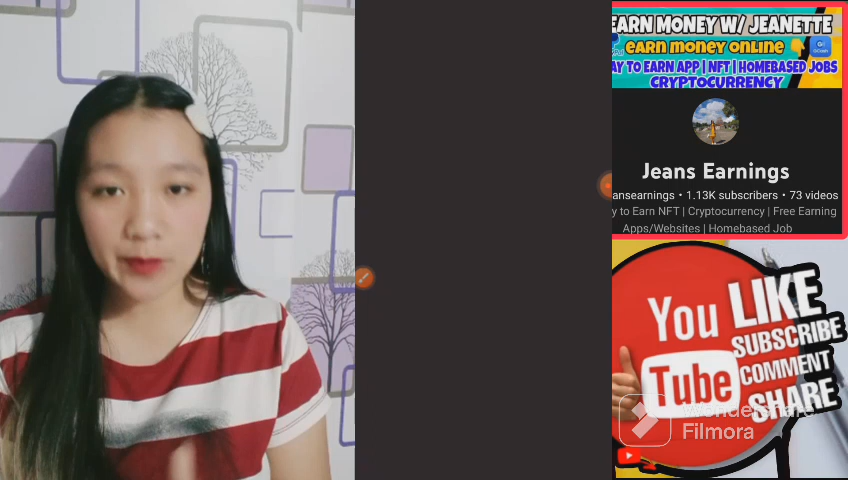 EARN MONEY W/ JEANETTE
earn money online
AY TO EARN APP | NFT | HOMEBASED JOBS
CRYPTOCURRENCY
Jeans Earnings
ansearnings • 1.13K subscribers • 73 videos
y to Earn NFT | Cryptocurrency | Free Earning
Apps/Websites | Homebased Job
You
Tube
LIKE
SUBSCRIBE
COMMENT
SHARE
Wondershare
Filmora